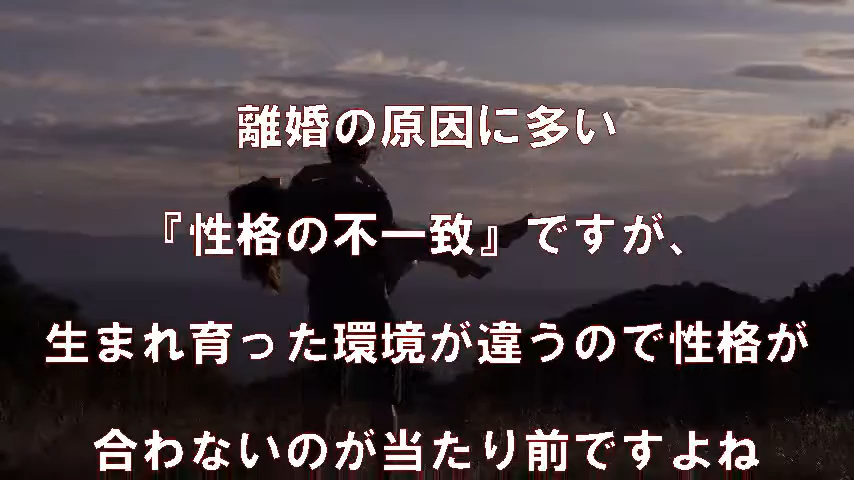 離婚の原因に多い
『性格の不一致』ですが、
生まれ育った環境が違うので性格が
合わないのが当たり前ですよね